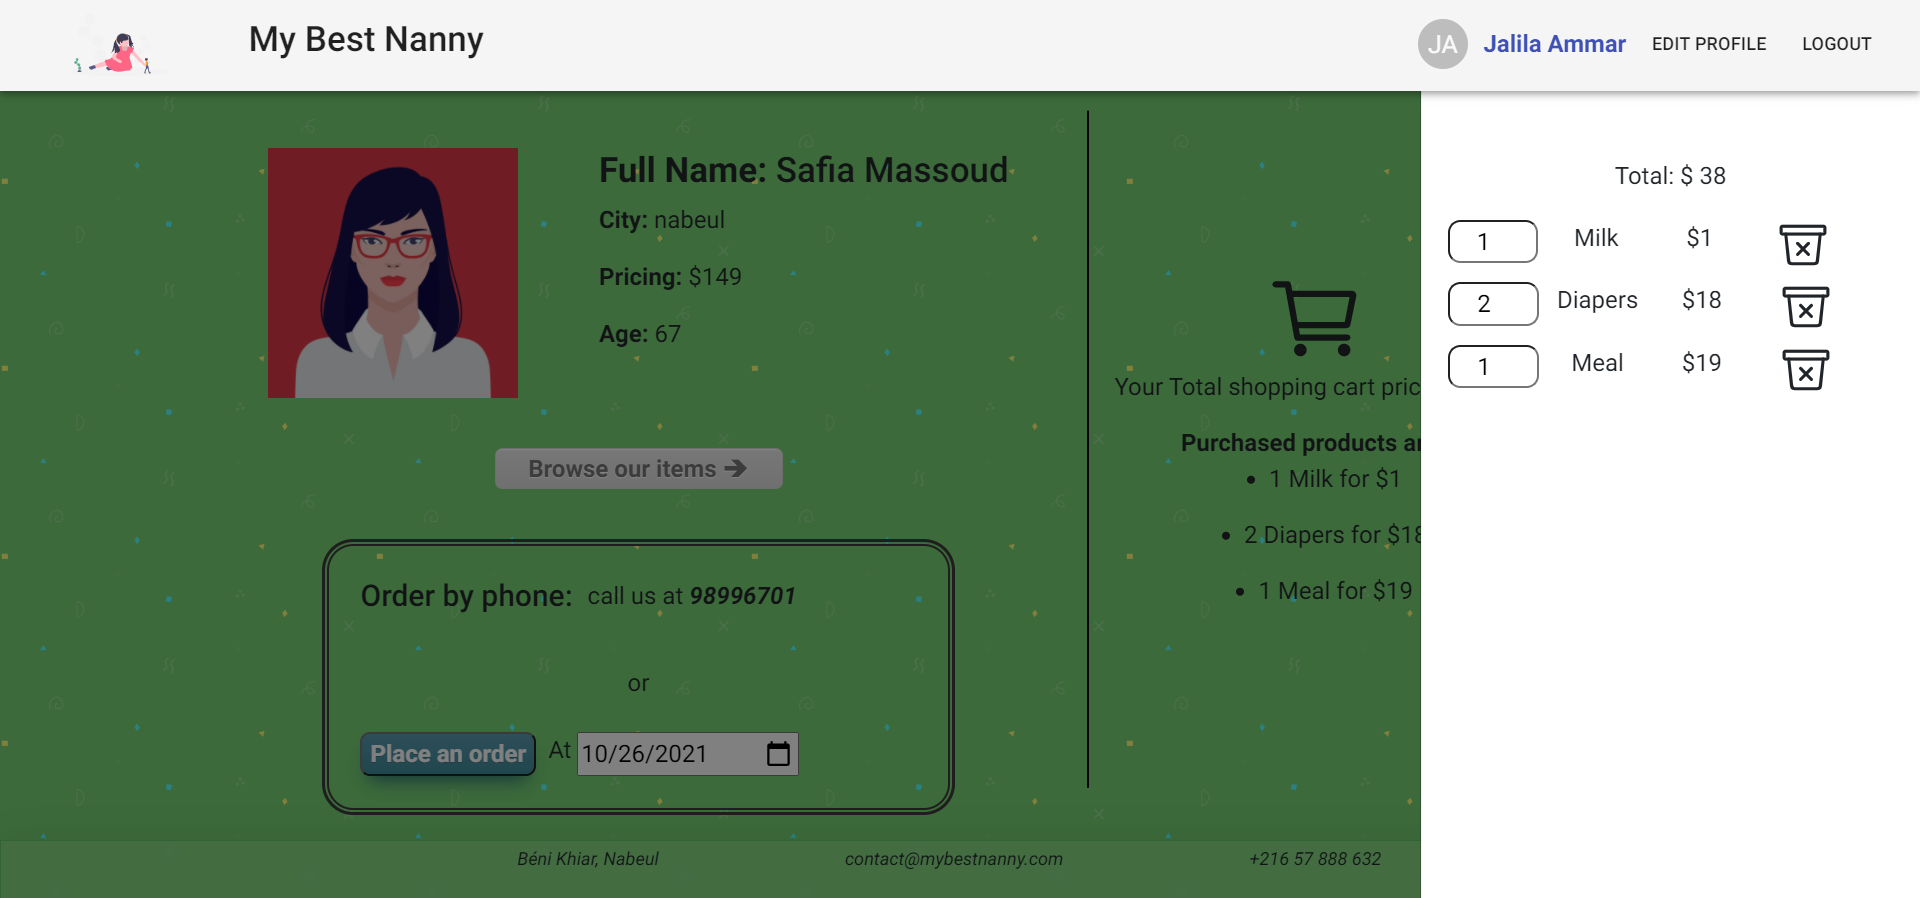 My Best Nanny
JA Jalila Ammar EDIT PROFILE LOGOUT
Full Name: Safia Massoud
City: nabeul
Pricing: $149
Age: 67
Browse our items
Order by phone: call us at 98996701
or
Place an order At 10/26/2021
Your Total shopping cart pric
Purchased products a
1 Milk for $1
2 Diapers for $18
1 Meal for $19
Total: $ 38
1 Milk $1
2 Diapers $18
1 Meal $19
Béni Khiar, Nabeul contact@mybestnanny.com +216 57 888 632